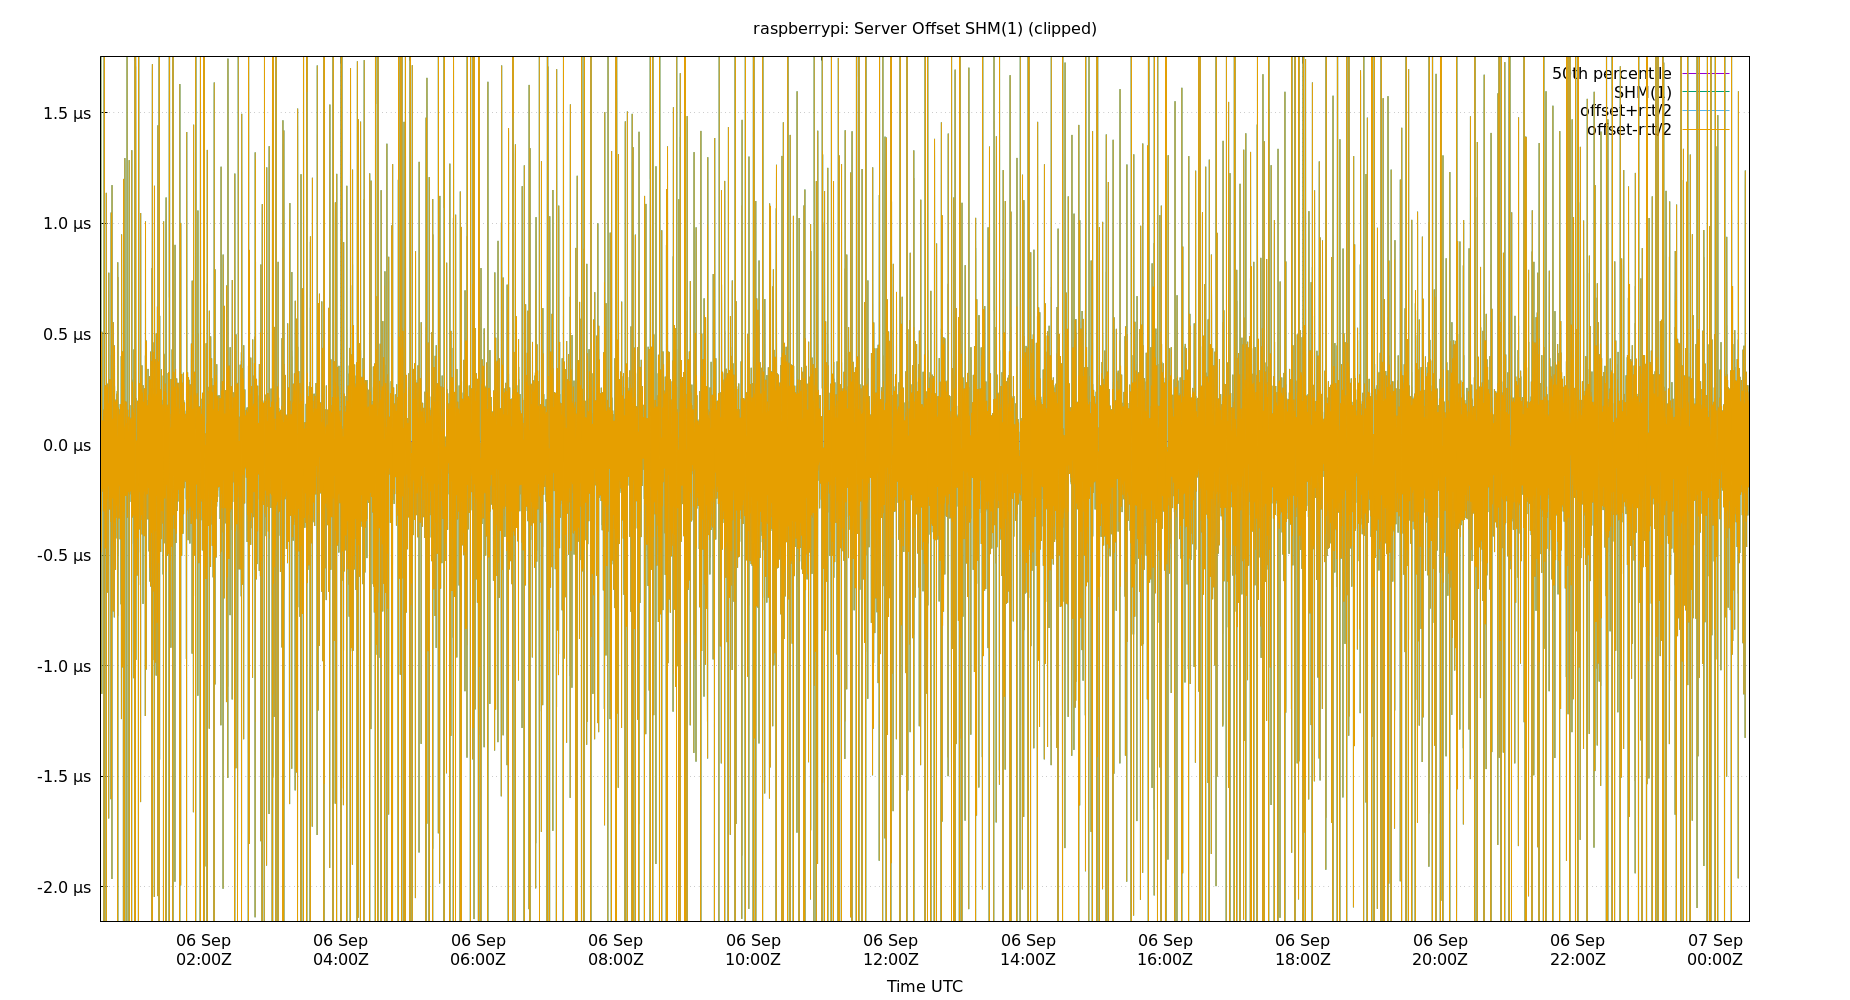 raspberrypi: Server Offset SHM(1) (clipped)
50th percentile
SHM(1)
offset+rtt/2
offset-rtt/2
1.5 µs
1.0 µs
0.5 µs
0.0 µs
-0.5 µs
-1.0 µs
-1.5 µs
-2.0 µs
06 Sep 06 Sep 06 Sep 06 Sep 06 Sep 06 Sep 06 Sep 06 Sep 06 Sep 06 Sep 06 Sep 07 Sep
02:00Z 04:00Z 06:00Z 08:00Z 10:00Z 12:00Z 14:00Z 16:00Z 18:00Z 20:00Z 22:00Z 00:00Z
Time UTC